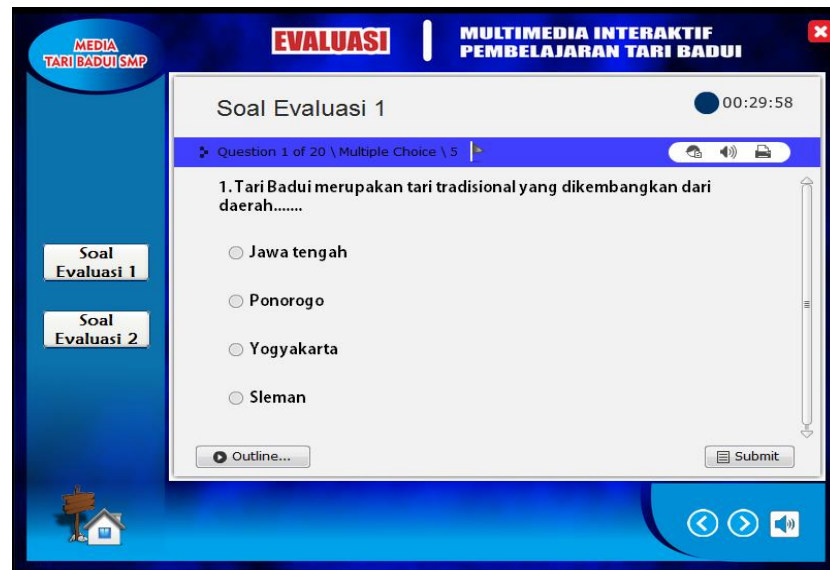 MEDIA
TARI BADUI SMP
EVALUASI
MULTIMEDIA INTERAKTIF
PEMBELAJARAN TARI BADUI
Soal Evaluasi 1
00:29:58
Question 1 of 20 \ Multiple Choice \ 5
1.Tari Badui merupakan tari tradisional yang dikembangkan dari
daerah.......
Jawa tengah
Ponorogo
Yogyakarta
Sleman
Soal
Evaluasi 1
Soal
Evaluasi 2
Outline...
Submit